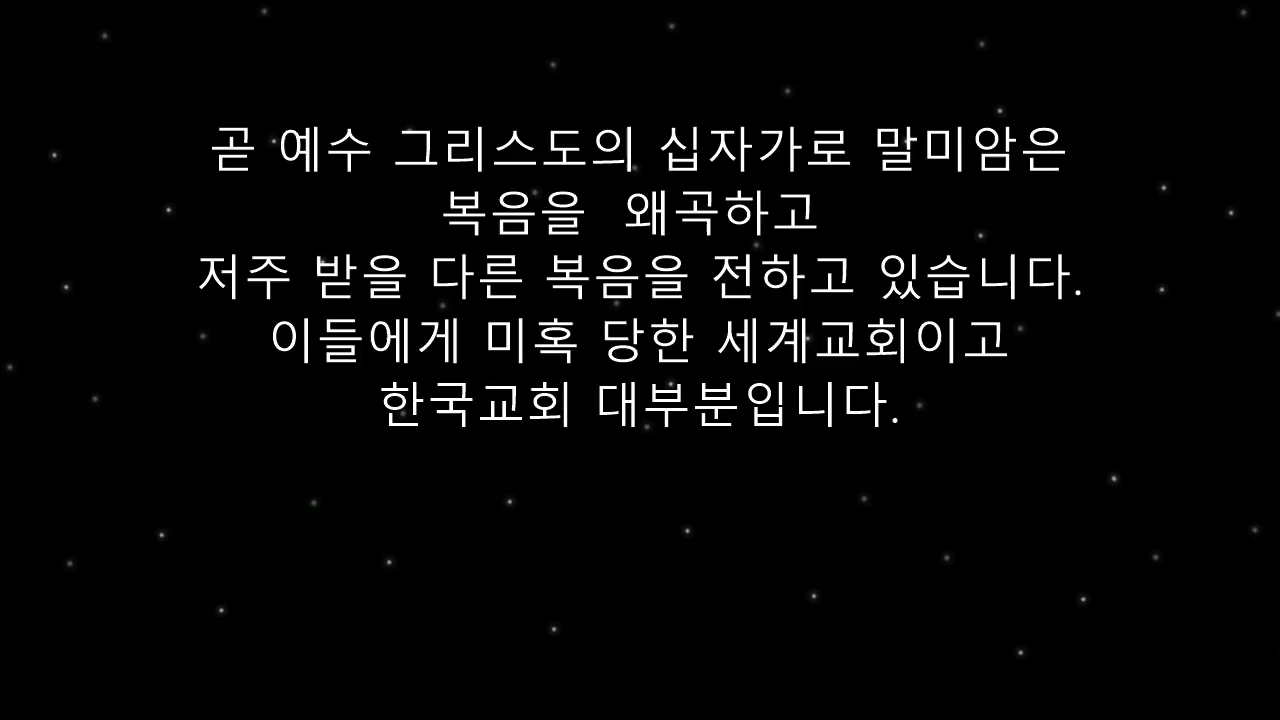 곧 예수 그리스도의 십자가로 말미암은
복음을 왜곡하고
저주 받을 다른 복음을 전하고 있습니다.
이들에게 미혹 당한 세계교회이고
한국교회 대부분입니다.